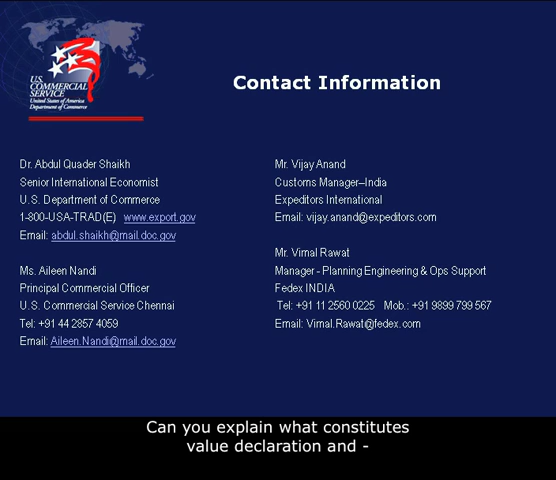 U.S.
COMMERCIAL
SERVICE
United States of America
Department of Commerce
Contact Information
Dr. Abdul Quader Shaikh
Senior International Economist
U.S. Department of Commerce
1-800-USA-TRAD(E) www.export.gov
Email: abdul.shaikh@mail.doc.gov
Ms. Aileen Nandi
Principal Commercial Officer
U.S. Commercial Service Chennai
Tel: +91 44 2857 4059
Email: Aileen.Nandi@mail.doc.gov
Mr. Vijay Anand
Customs Manager–India
Expeditors International
Email: vijay.anand@expeditors.com
Mr. Vimal Rawat
Manager - Planning Engineering & Ops Support
Fedex INDIA
Tel: +91 11 2560 0225 Mob.: +91 9899 799 567
Email: Vimal.Rawat@fedex.com
Can you explain what constitutes
value declaration and -